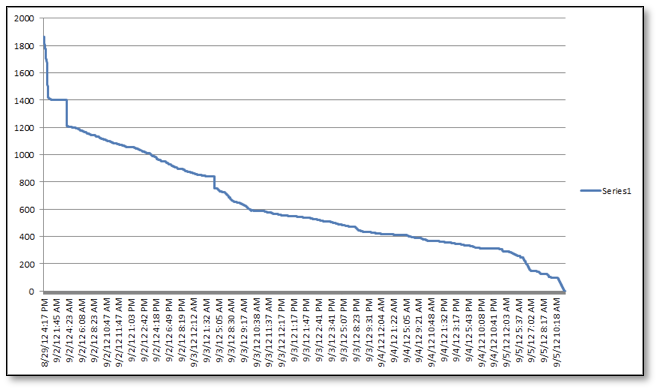 2000
1800
1600
1400
1200
1000
800
600
400
200
0
Series1
8/29/12 4:17 PM
9/2/12 1:45 AM
9/2/12 4:23 AM
9/2/12 6:08 AM
9/2/12 8:23 AM
9/2/12 10:47 AM
9/2/12 11:47 AM
9/2/12 1:03 PM
9/2/12 2:42 PM
9/2/12 4:18 PM
9/2/12 6:49 PM
9/2/12 8:19 PM
9/3/12 12:12 AM
9/3/12 1:32 AM
9/3/12 5:05 AM
9/3/12 8:30 AM
9/3/12 9:17 AM
9/3/12 10:38 AM
9/3/12 11:37 AM
9/3/12 12:17 PM
9/3/12 1:17 PM
9/3/12 1:47 PM
9/3/12 2:41 PM
9/3/12 3:41 PM
9/3/12 5:07 PM
9/3/12 8:23 PM
9/3/12 9:31 PM
9/4/12 12:04 AM
9/4/12 1:22 AM
9/4/12 5:05 AM
9/4/12 9:21 AM
9/4/12 10:48 AM
9/4/12 1:32 PM
9/4/12 3:17 PM
9/4/12 5:43 PM
9/4/12 10:08 PM
9/4/12 10:41 PM
9/5/12 12:03 AM
9/5/12 5:37 AM
9/5/12 7:02 AM
9/5/12 8:17 AM
9/5/12 10:18 AM